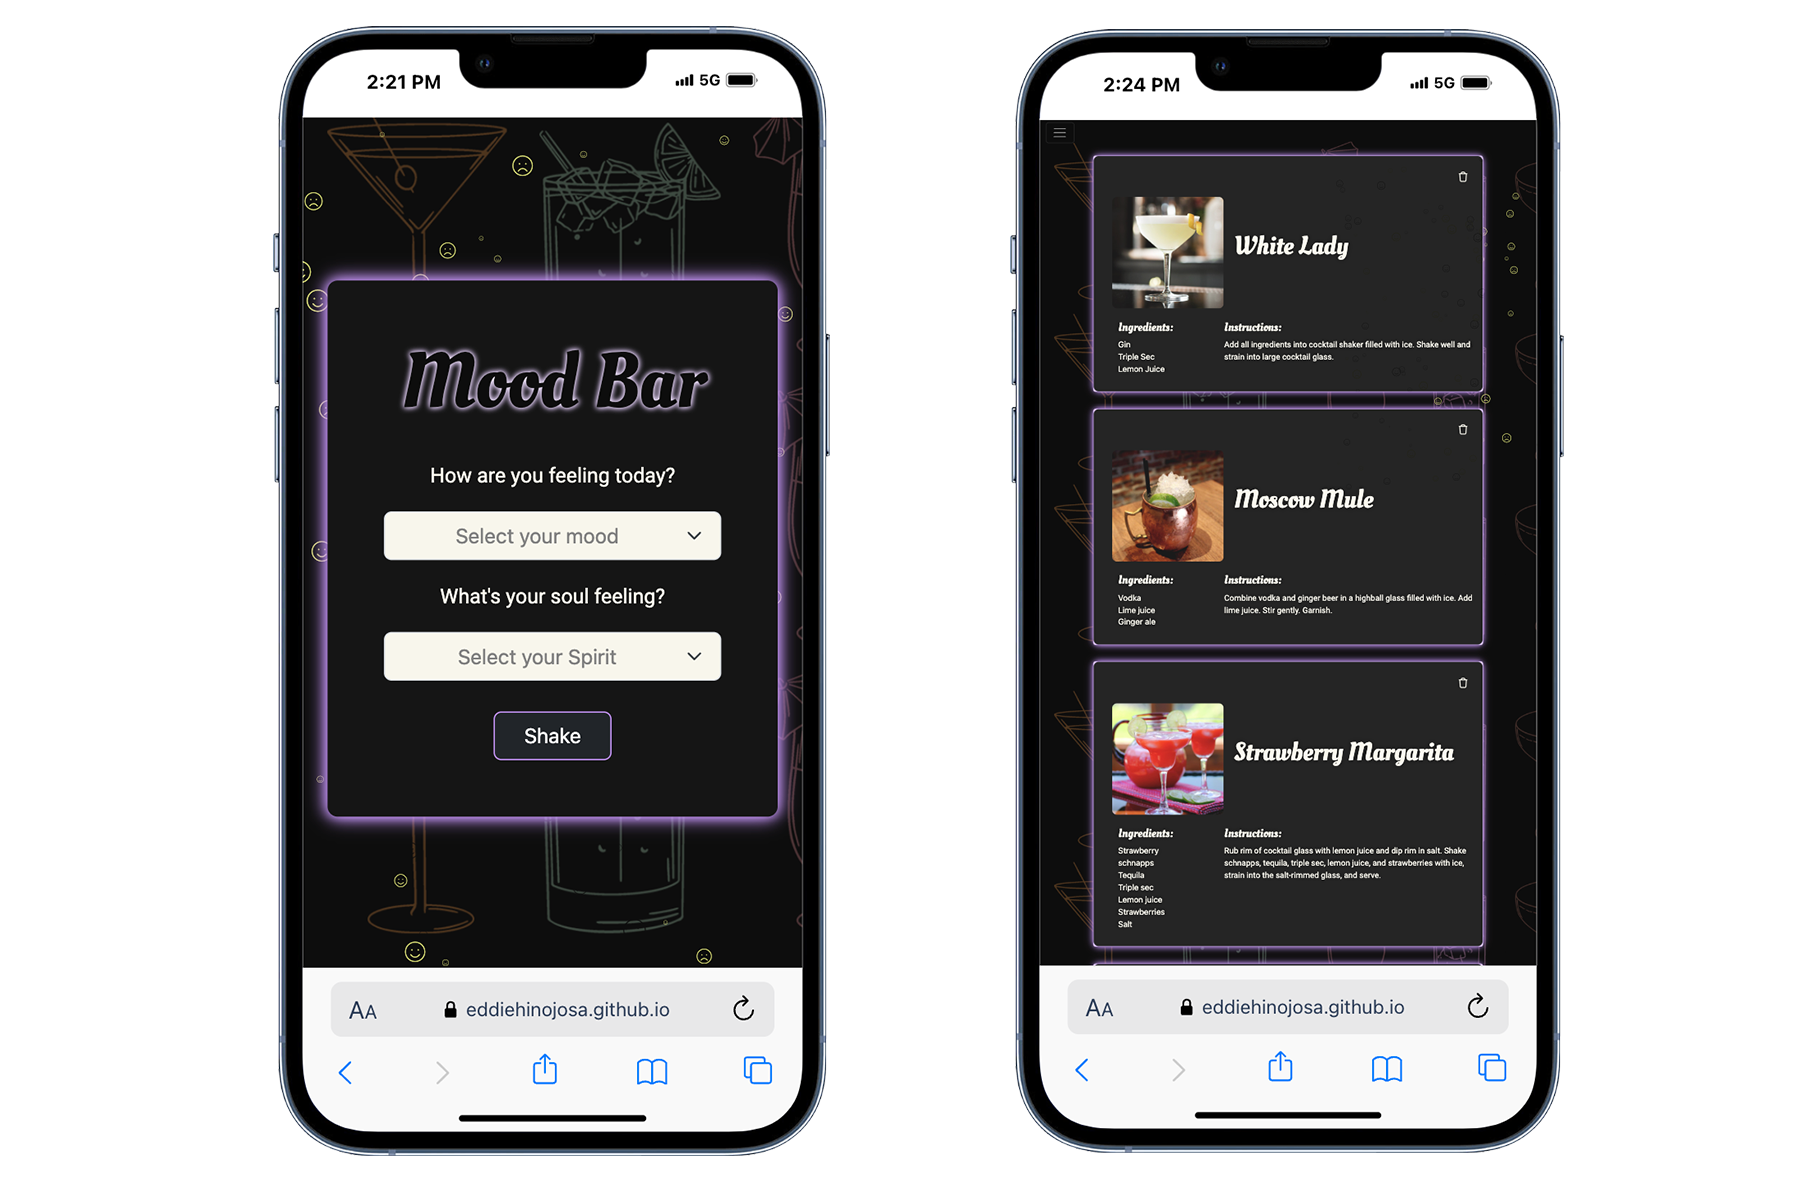 2:21 PM
5G
Mood Bar
How are you feeling today?
Select your mood
What's your soul feeling?
Select your Spirit
Shake
AA
eddiehinojosa.github.io
2:24 PM
5G
White Lady
Ingredients:
Gin
Triple Sec
Lemon Juice
Instructions:
Add all ingredients into cocktail shaker filled with ice. Shake well and
strain into large cocktail glass.
Moscow Mule
Ingredients:
Vodka
Lime juice
Ginger ale
Instructions:
Combine vodka and ginger beer in a highball glass filled with ice. Add
lime juice. Stir gently. Garnish.
Strawberry Margarita
Ingredients:
Strawberry
schnapps
Tequila
Triple sec
Lemon juice
Strawberries
Salt
Instructions:
Rub rim of cocktail glass with lemon juice and dip rim in salt. Shake
schnapps, tequila, triple sec, lemon juice, and strawberries with ice,
strain into the salt-rimmed glass, and serve.
AA
eddiehinojosa.github.io